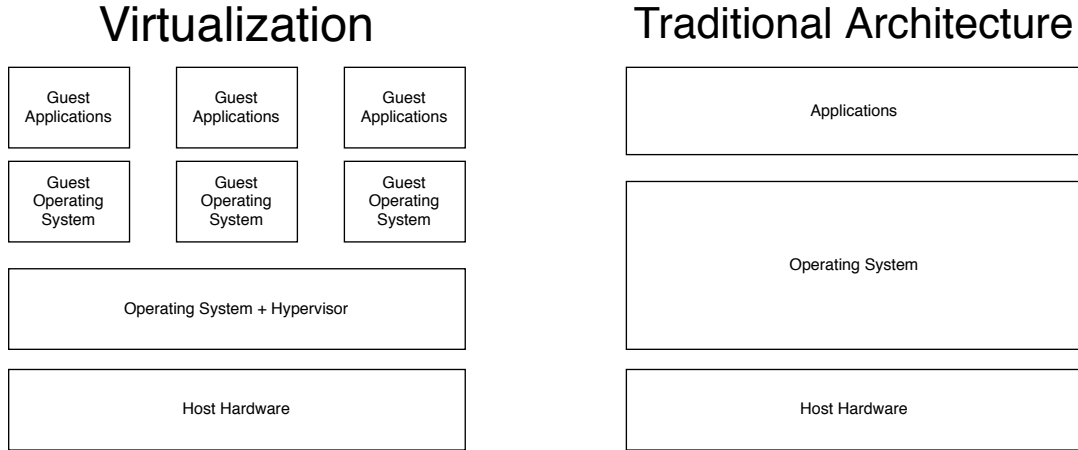 Virtualization
Guest
Applications
Guest
Applications
Guest
Applications
Guest
Operating
System
Guest
Operating
System
Guest
Operating
System
Operating System + Hypervisor
Host Hardware
Traditional Architecture
Applications
Operating System
Host Hardware